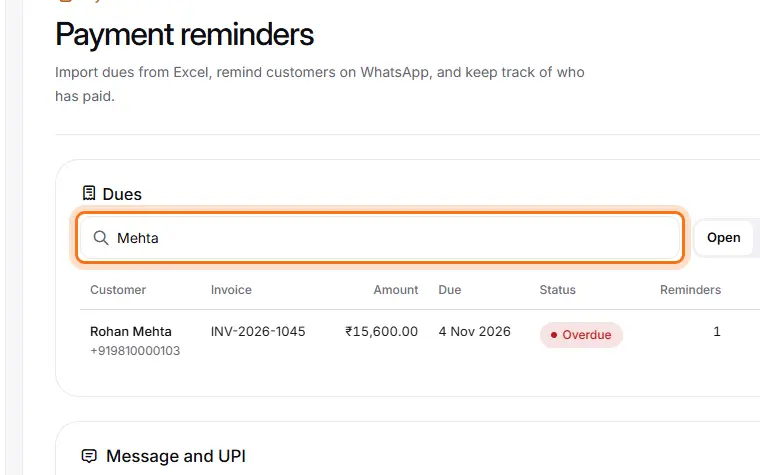 Payment reminders
Import dues from Excel, remind customers on WhatsApp, and keep track of who
has paid.
Dues
Mehta
Open
Customer Invoice Amount Due Status Reminders
Rohan Mehta INV-2026-1045 ₹15,600.00 4 Nov 2026 Overdue 1
+919810000103
Message and UPI